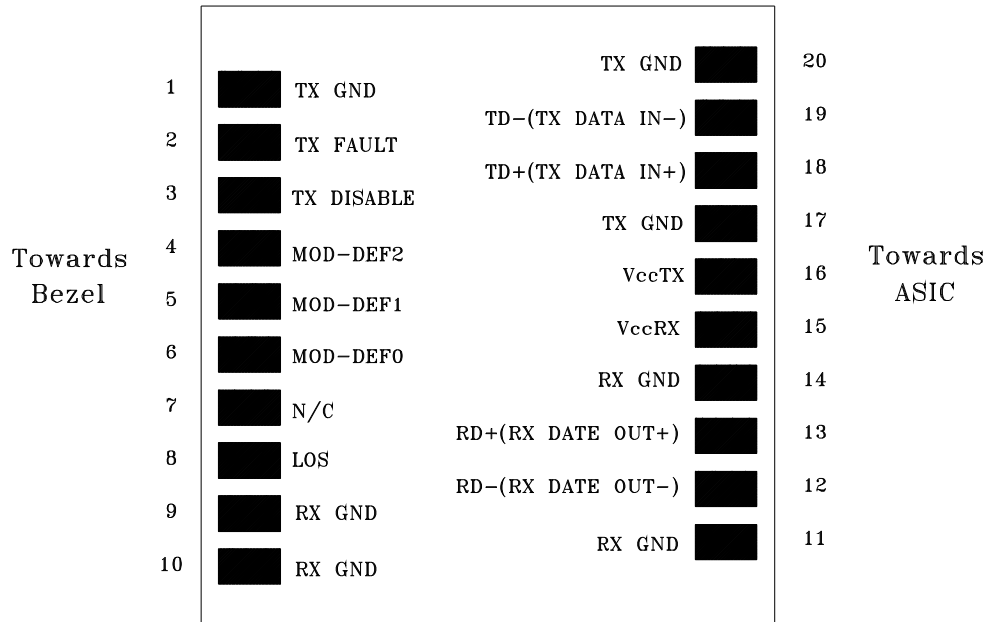 Towards
Bezel
1 TX GND
2 TX FAULT
3 TX DISABLE
4 MOD-DEF2
5 MOD-DEF1
6 MOD-DEF0
7 N/C
8 LOS
9 RX GND
10 RX GND
TX GND 20
TD-(TX DATA IN-) 19
TD+(TX DATA IN+) 18
TX GND 17
VccTX 16
VccRX 15
RX GND 14
RD+(RX DATE OUT+) 13
RD-(RX DATE OUT-) 12
RX GND 11
Towards
ASIC